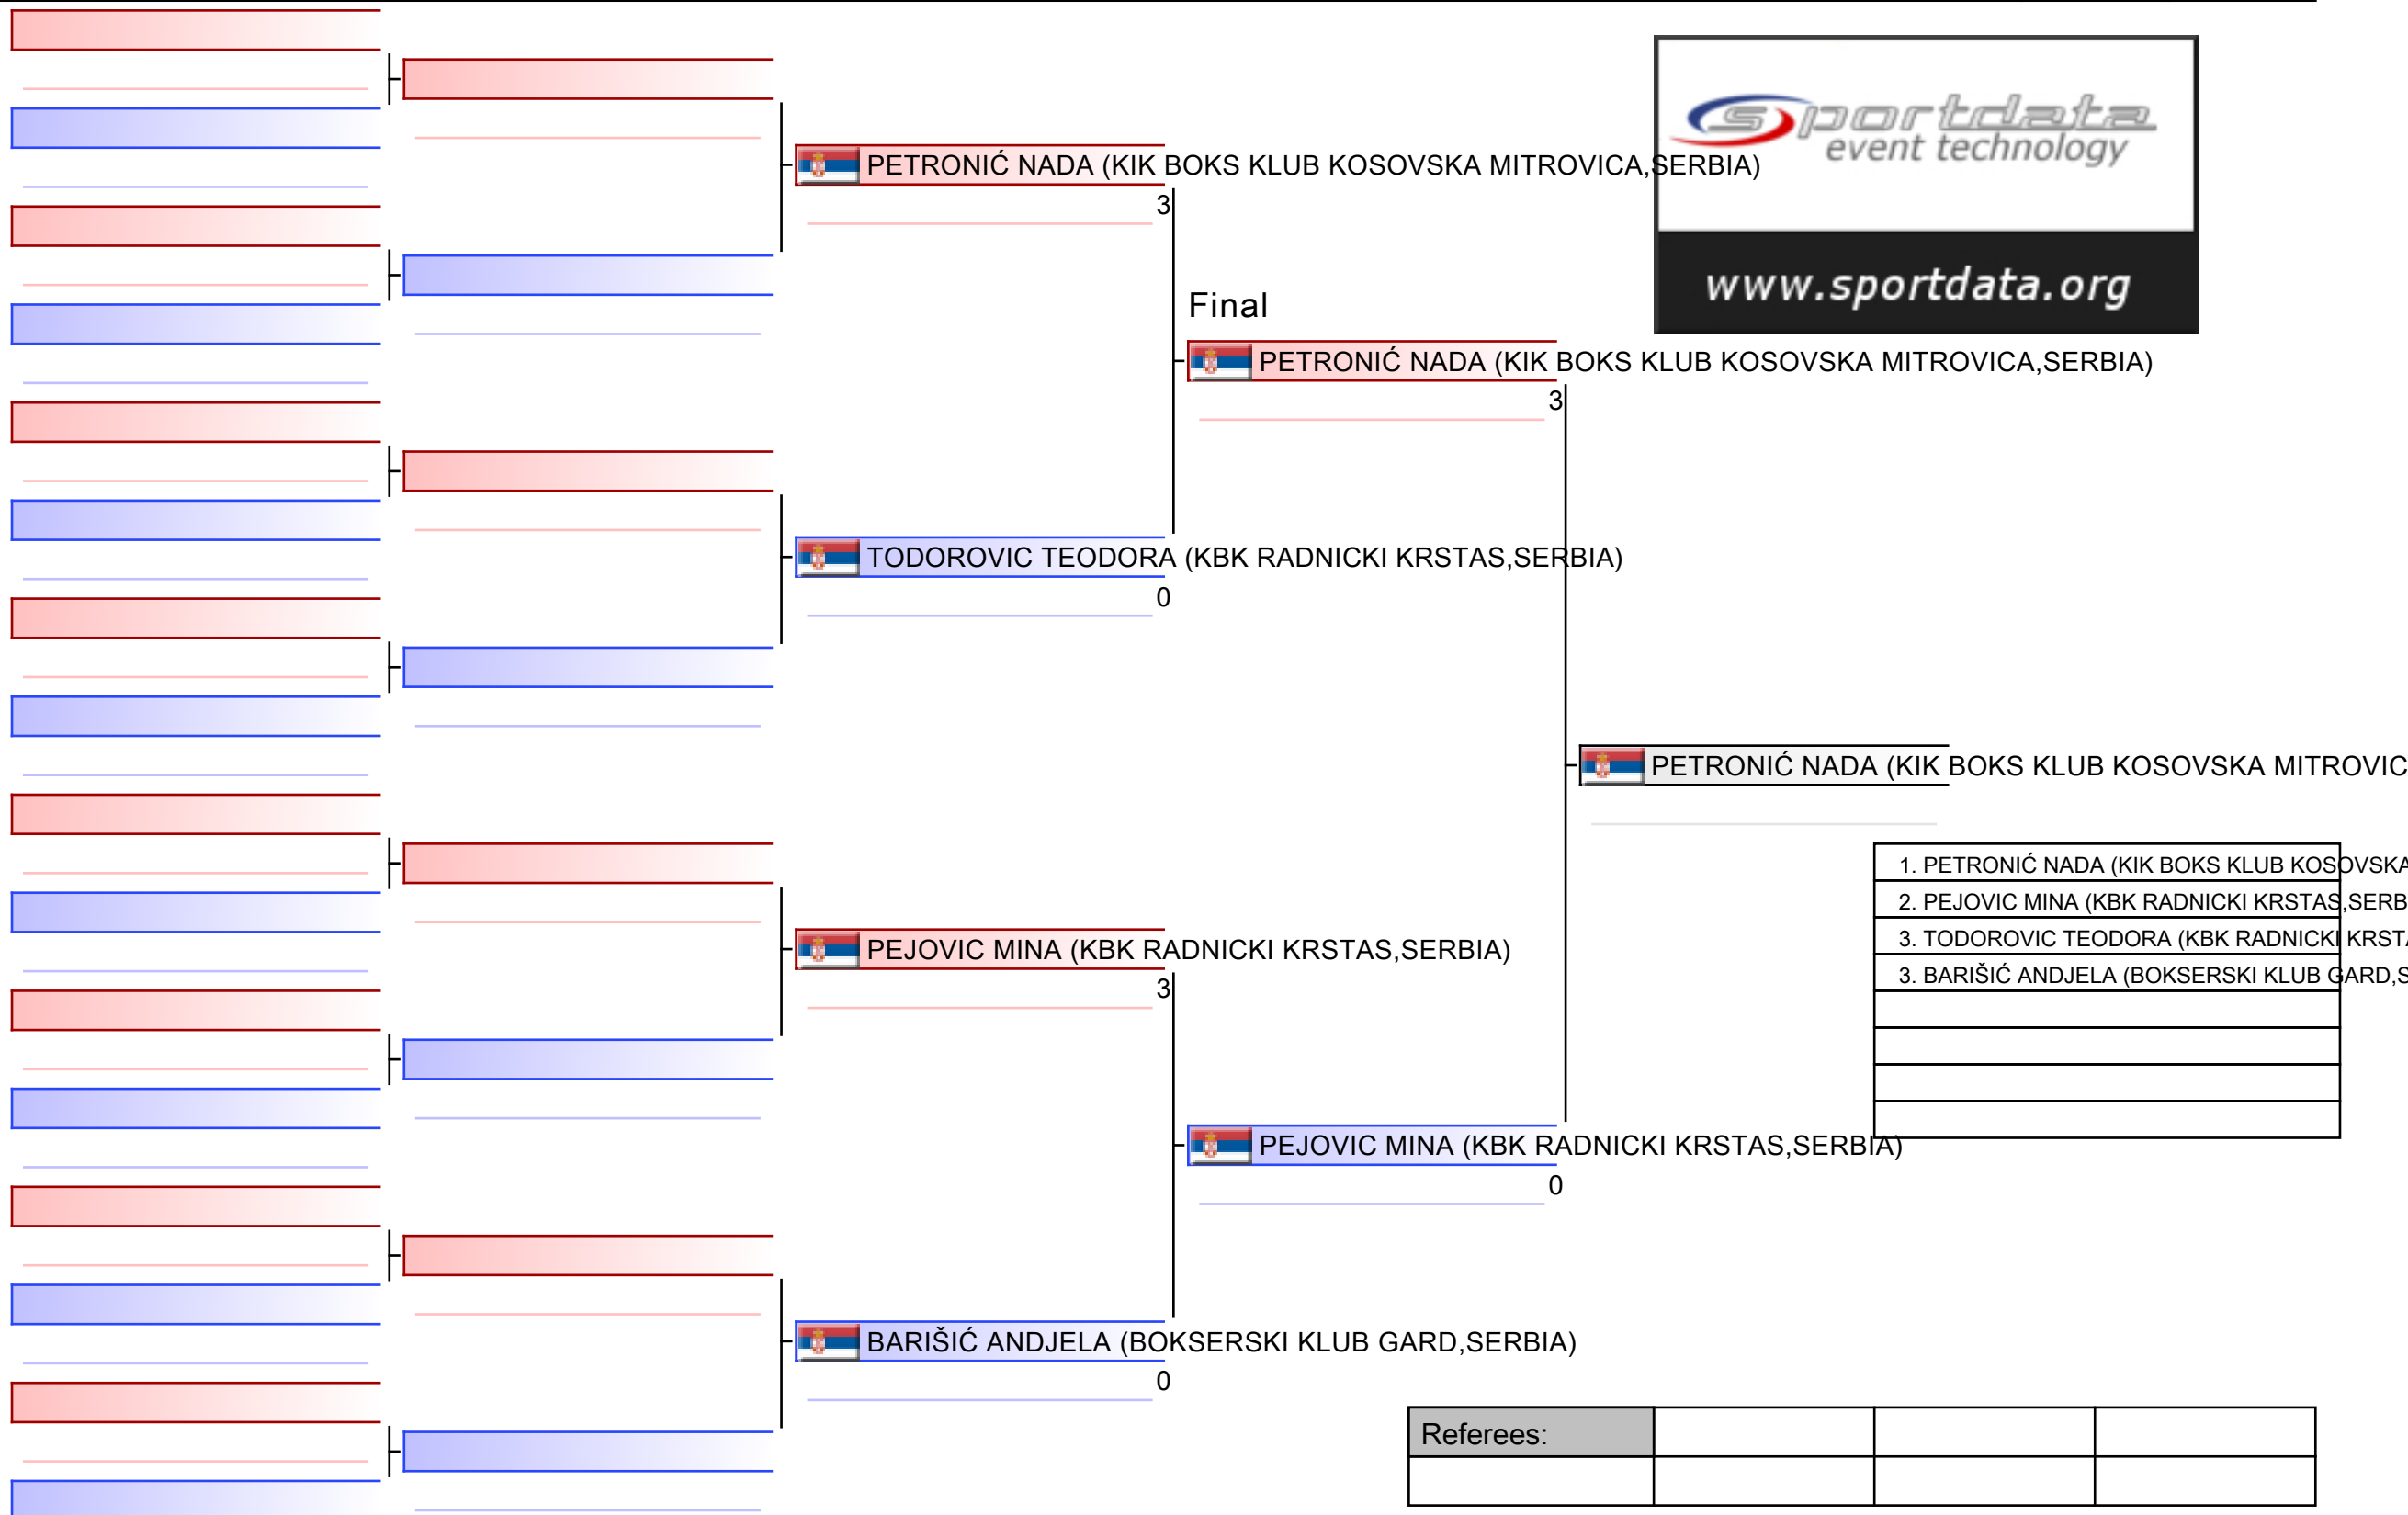 sportdata
event technology
www.sportdata.org
PETRONIĆ NADA (KIK BOKS KLUB KOSOVSKA MITROVICA,SERBIA)
3
Final
PETRONIĆ NADA (KIK BOKS KLUB KOSOVSKA MITROVICA,SERBIA)
3
TODOROVIC TEODORA (KBK RADNICKI KRSTAS,SERBIA)
0
PETRONIĆ NADA (KIK BOKS KLUB KOSOVSKA MITROVIC
1. PETRONIĆ NADA (KIK BOKS KLUB KOSOVSKA
2. PEJOVIC MINA (KBK RADNICKI KRSTAS,SERB
3. TODOROVIC TEODORA (KBK RADNICKI KRSTA
3. BARIŠIĆ ANDJELA (BOKSERSKI KLUB GARD,S
PEJOVIC MINA (KBK RADNICKI KRSTAS,SERBIA)
3
PEJOVIC MINA (KBK RADNICKI KRSTAS,SERBIA)
0
BARIŠIĆ ANDJELA (BOKSERSKI KLUB GARD,SERBIA)
0
Referees: